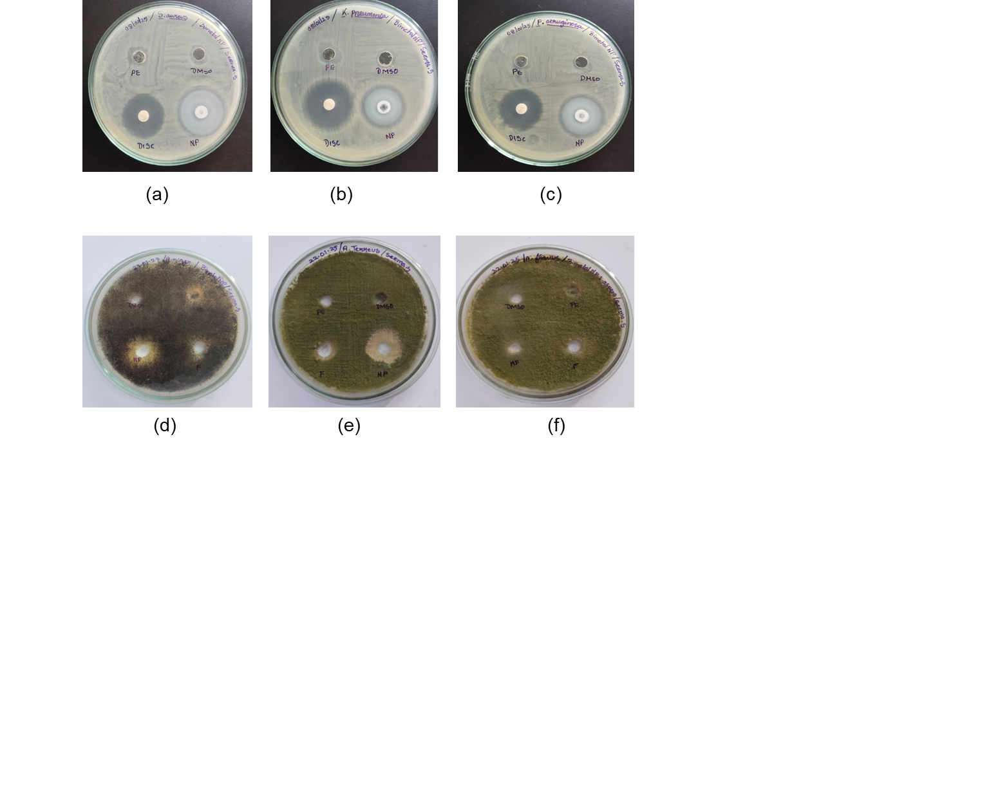 08/01/25 / S. aureus / Bimetal NP / Seema.S
PE
DMSO
DISC
NP
08/01/25 / K. pneumonia / Bimetal NP / Seema.S
PE
DMSO
DISC
NP
08/01/25 / P. aeruginosa / Bimetal NP / Seema.S
PE
DMSO
DISC
NP
(a)
(b)
(c)
22.01.25 / A. niger / Bimetal NP / Seema.S
DMSO
NP
F
22.01.25 / A. Terreus / Seema.S
PE
DMSO
F
NP
22.01.25 / A. flavus / Bimetal NP / Seema.S
DMSO
PE
NP
F
(d)
(e)
(f)